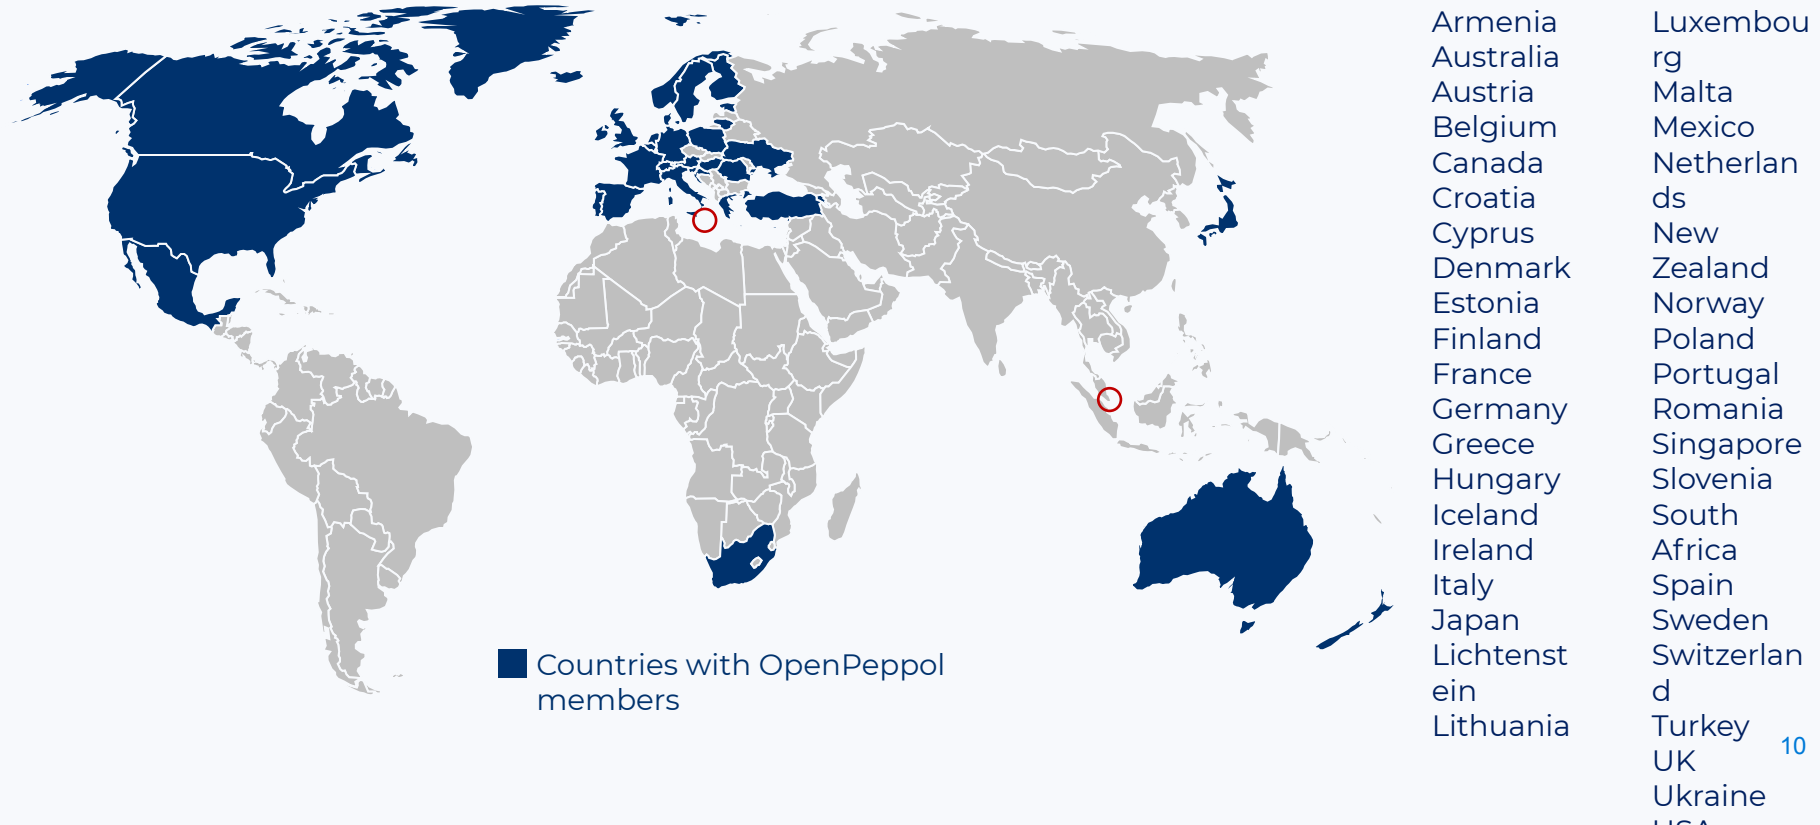 Countries with OpenPeppol
members
Armenia
Australia
Austria
Belgium
Canada
Croatia
Cyprus
Denmark
Estonia
Finland
France
Germany
Greece
Hungary
Iceland
Ireland
Italy
Japan
Lichtenst
ein
Lithuania
Luxembou
rg
Malta
Mexico
Netherlan
ds
New
Zealand
Norway
Poland
Portugal
Romania
Singapore
Slovenia
South
Africa
Spain
Sweden
Switzerlan
d
Turkey
UK
Ukraine
USA
10